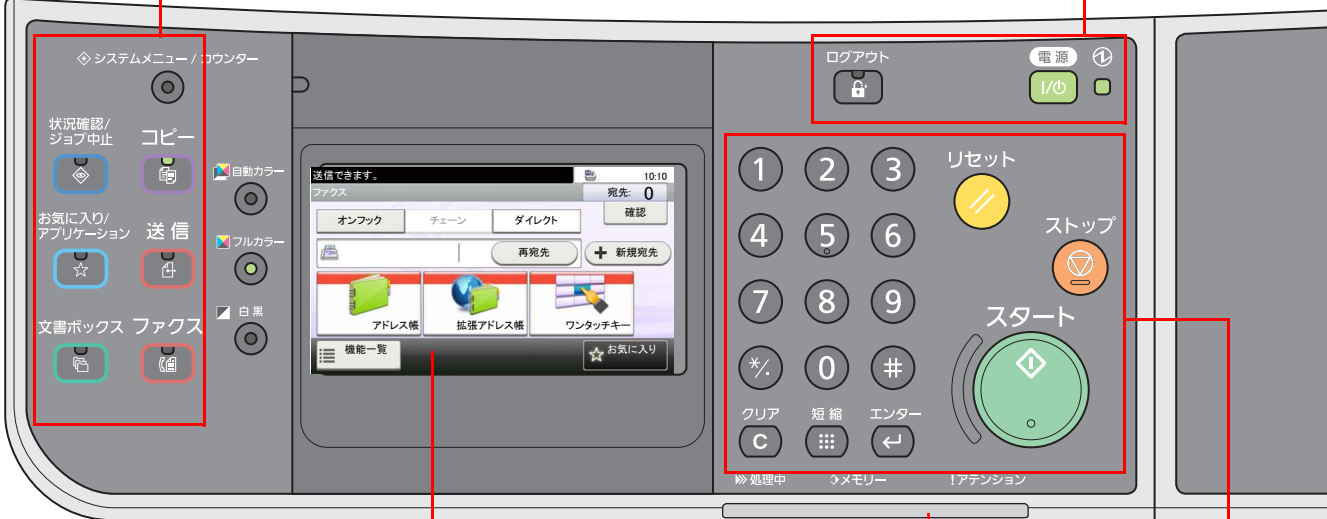 システムメニュー / カウンター
状況確認/
ジョブ中止
コピー
お気に入り/
アプリケーション
送信
文書ボックス
ファクス
自動カラー
フルカラー
白黒
送信できます。
10:10
ファクス
宛先: 0
オンフック
チェーン
ダイレクト
確認
再宛先
+ 新規宛先
アドレス帳
拡張アドレス帳
ワンタッチキー
機能一覧
お気に入り
ログアウト
電源
I/⏻
1
2
3
リセット
4
5
6
ストップ
7
8
9
スタート
*/.
0
#
クリア
短縮
エンター
C
処理中
メモリー
!アテンション